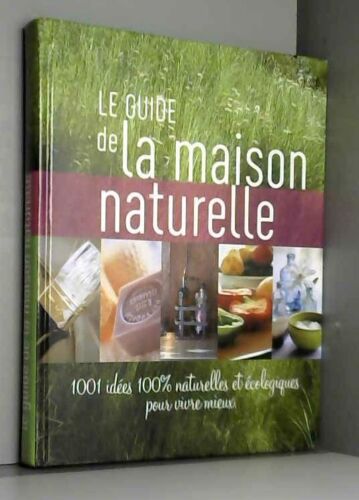 LE GUIDE
de la maison
naturelle
1001 idées 100% naturelles et écologiques
pour vivre mieux